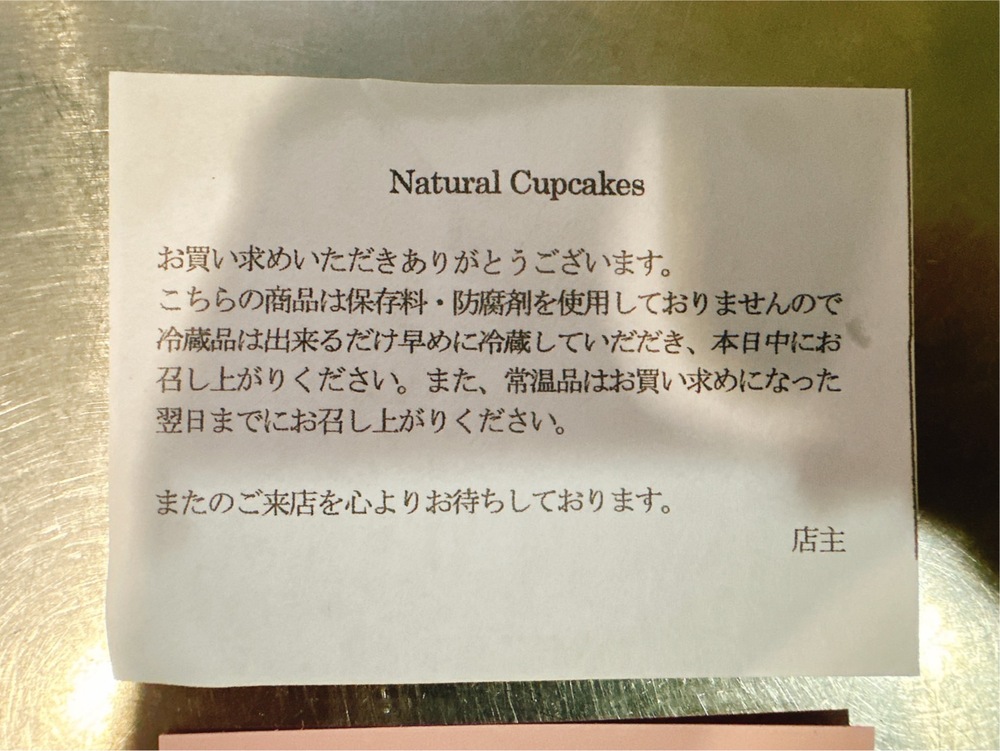 Natural Cupcakes
お買い求めいただきありがとうございます。
こちらの商品は保存料・防腐剤を使用しておりませんので
冷蔵品は出来るだけ早めに冷蔵していだだき、本日中にお
召し上がりください。また、常温品はお買い求めになった
翌日までにお召し上がりください。
またのご来店を心よりお待ちしております。
店主